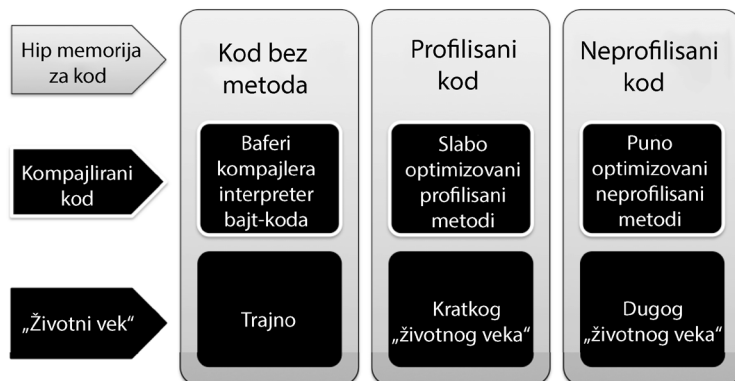 Hip memorija
za kod
Kod bez
metoda
Profilisani
kod
Neprofilisani
kod
Kompajlirani
kod
Baferi
kompajlera
interpreter
bajt-koda
Slabo
optimizovani
profilisani
metodi
Puno
optimizovani
neprofilisani
metodi
„Životni vek“
Trajno
Kratkog
„životnog veka“
Dugog
„životnog veka“